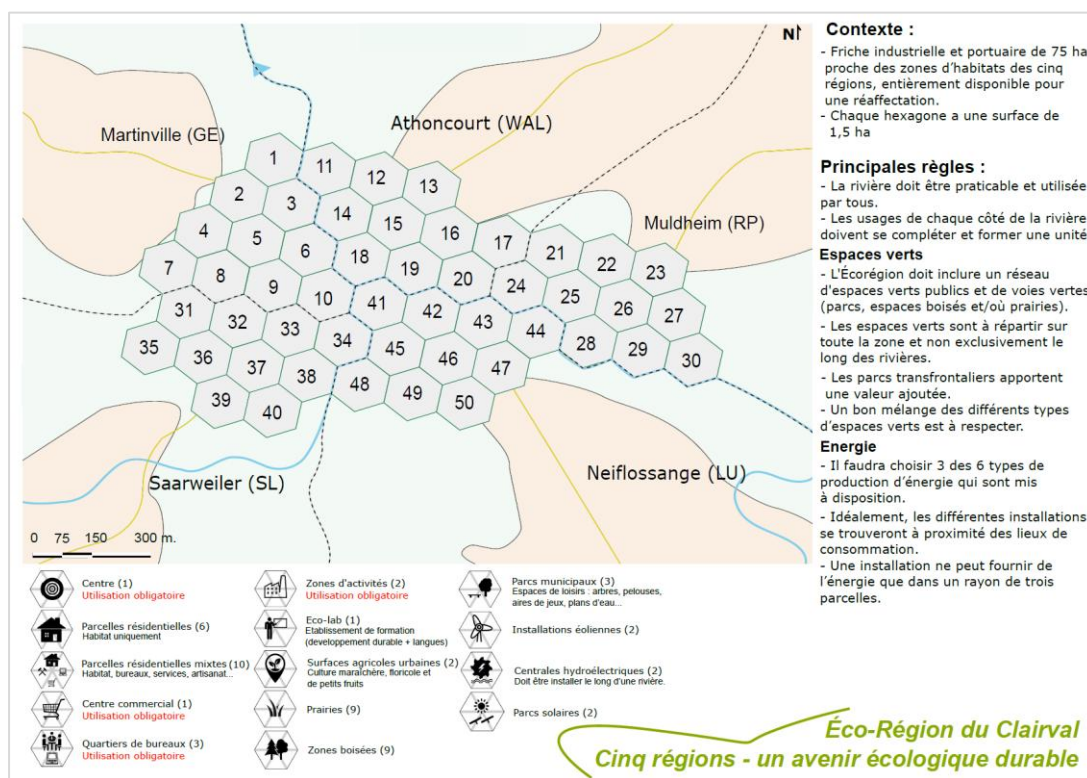 N
Martinville (GE)
Athoncourt (WAL)
Muldheim (RP)
Saarweiler (SL)
Neiflossange (LU)
1
11
12
13
2
3
14
15
16
17
4
5
6
18
19
20
21
22
23
7
8
9
10
41
42
43
24
25
26
27
31
32
33
34
45
46
47
44
28
29
30
35
36
37
38
48
49
50
39
40
0 75 150 300 m.
Contexte :
- Friche industrielle et portuaire de 75 ha
proche des zones d'habitats des cinq
régions, entièrement disponible pour
une réaffectation.
- Chaque hexagone a une surface de
1,5 ha
Principales règles :
- La rivière doit être praticable et utilisée
par tous.
- Les usages de chaque côté de la rivière
doivent se compléter et former une unité
Espaces verts
- L'Écorégion doit inclure un réseau
d'espaces verts publics et de voies vertes
(parcs, espaces boisés et/où prairies).
- Les espaces verts sont à répartir sur
toute la zone et non exclusivement le
long des rivières.
- Les parcs transfrontaliers apportent
une valeur ajoutée.
- Un bon mélange des différents types
d'espaces verts est à respecter.
Energie
- Il faudra choisir 3 des 6 types de
production d'énergie qui sont mis
à disposition.
- Idéalement, les différentes installations
se trouveront à proximité des lieux de
consommation.
- Une installation ne peut fournir de
l'énergie que dans un rayon de trois
parcelles.
Centre (1)
Utilisation obligatoire
Parcelles résidentielles (6)
Habitat uniquement
Parcelles résidentielles mixtes (10)
Habitat, bureaux, services, artisanat...
Centre commercial (1)
Utilisation obligatoire
Quartiers de bureaux (3)
Utilisation obligatoire
Zones d'activités (2)
Utilisation obligatoire
Eco-lab (1)
Etablissement de formation
(developpement durable + langues)
Surfaces agricoles urbaines (2)
Culture maraîchère, floricole et
de petits fruits
Prairies (9)
Zones boisées (9)
Parcs municipaux (3)
Espaces de loisirs : arbres, pelouses,
aires de jeux, plans d'eau...
Installations éoliennes (2)
Centrales hydroélectriques (2)
Doit être installer le long d'une rivière.
Parcs solaires (2)
Éco-Région du Clairval
Cinq régions - un avenir écologique durable